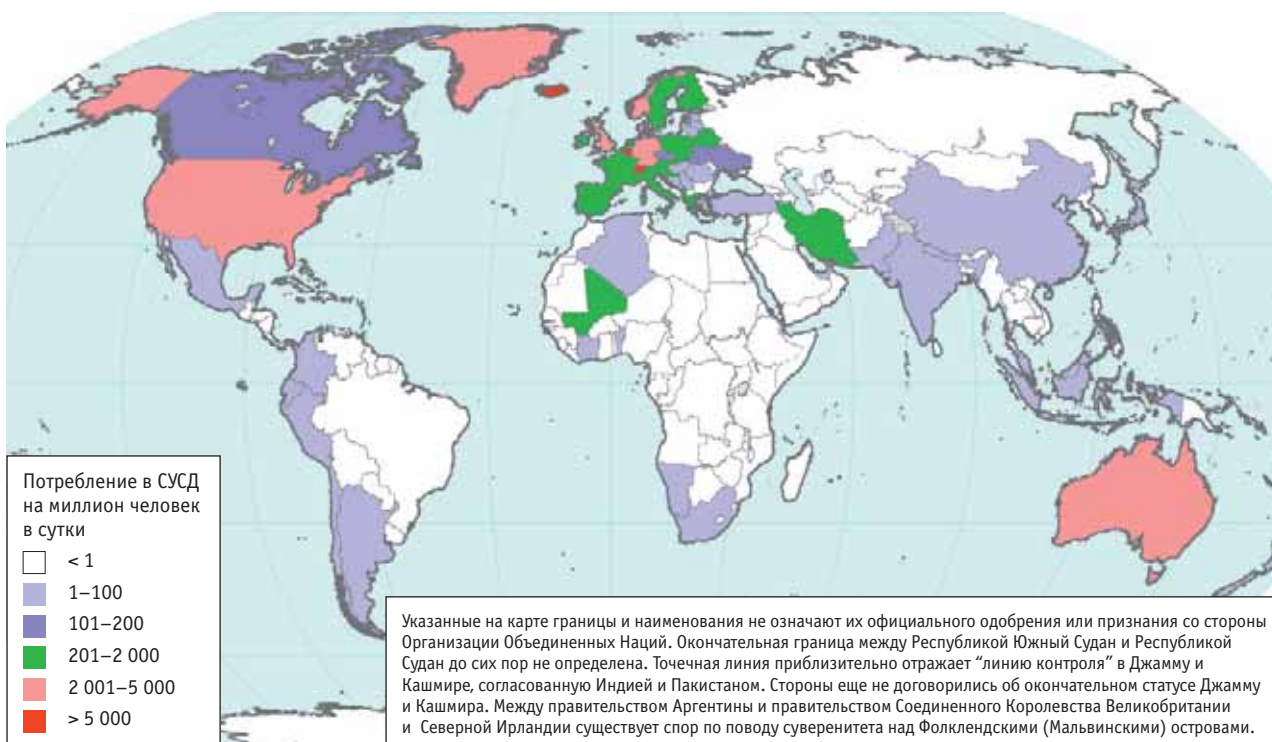 Потребление в СУСД
на миллион человек
в сутки
< 1
1–100
101–200
201–2 000
2 001–5 000
> 5 000
Указанные на карте границы и наименования не означают их официального одобрения или признания со стороны
Организации Объединенных Наций. Окончательная граница между Республикой Южный Судан и Республикой
Судан до сих пор не определена. Точечная линия приблизительно отражает “линию контроля” в Джамму и
Кашмире, согласованную Индией и Пакистаном. Стороны еще не договорились об окончательном статусе Джамму
и Кашмира. Между правительством Аргентины и правительством Соединенного Королевства Великобритании
и Северной Ирландии существует спор по поводу суверенитета над Фолклендскими (Мальвинскими) островами.